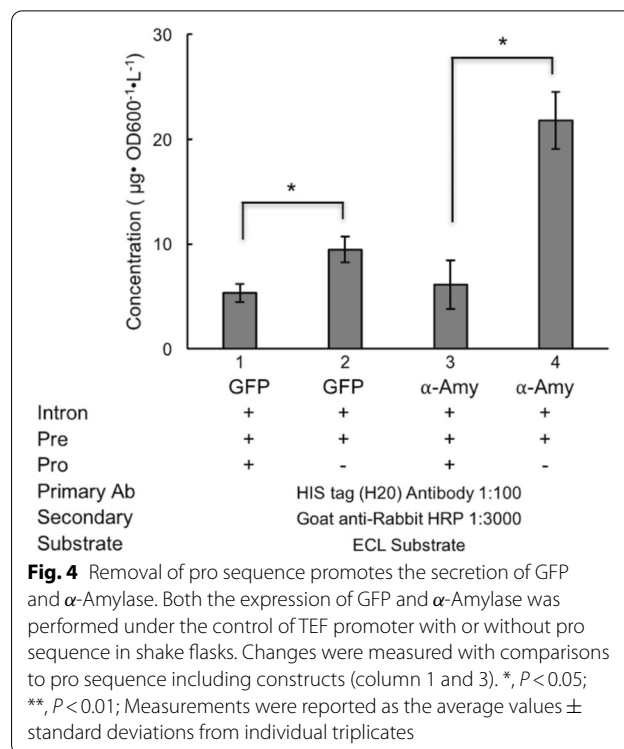 *
*
30
20
10
0
Concentration ( µg• OD600⁻¹•L⁻¹)
1 2 3 4
GFP GFP α-Amy α-Amy
Intron + + + +
Pre + + + +
Pro + - + -
Primary Ab HIS tag (H20) Antibody 1:100
Secondary Goat anti-Rabbit HRP 1:3000
Substrate ECL Substrate
Fig. 4 Removal of pro sequence promotes the secretion of GFP
and α-Amylase. Both the expression of GFP and α-Amylase was
performed under the control of TEF promoter with or without pro
sequence in shake flasks. Changes were measured with comparisons
to pro sequence including constructs (column 1 and 3). *, P < 0.05;
**, P < 0.01; Measurements were reported as the average values ±
standard deviations from individual triplicates